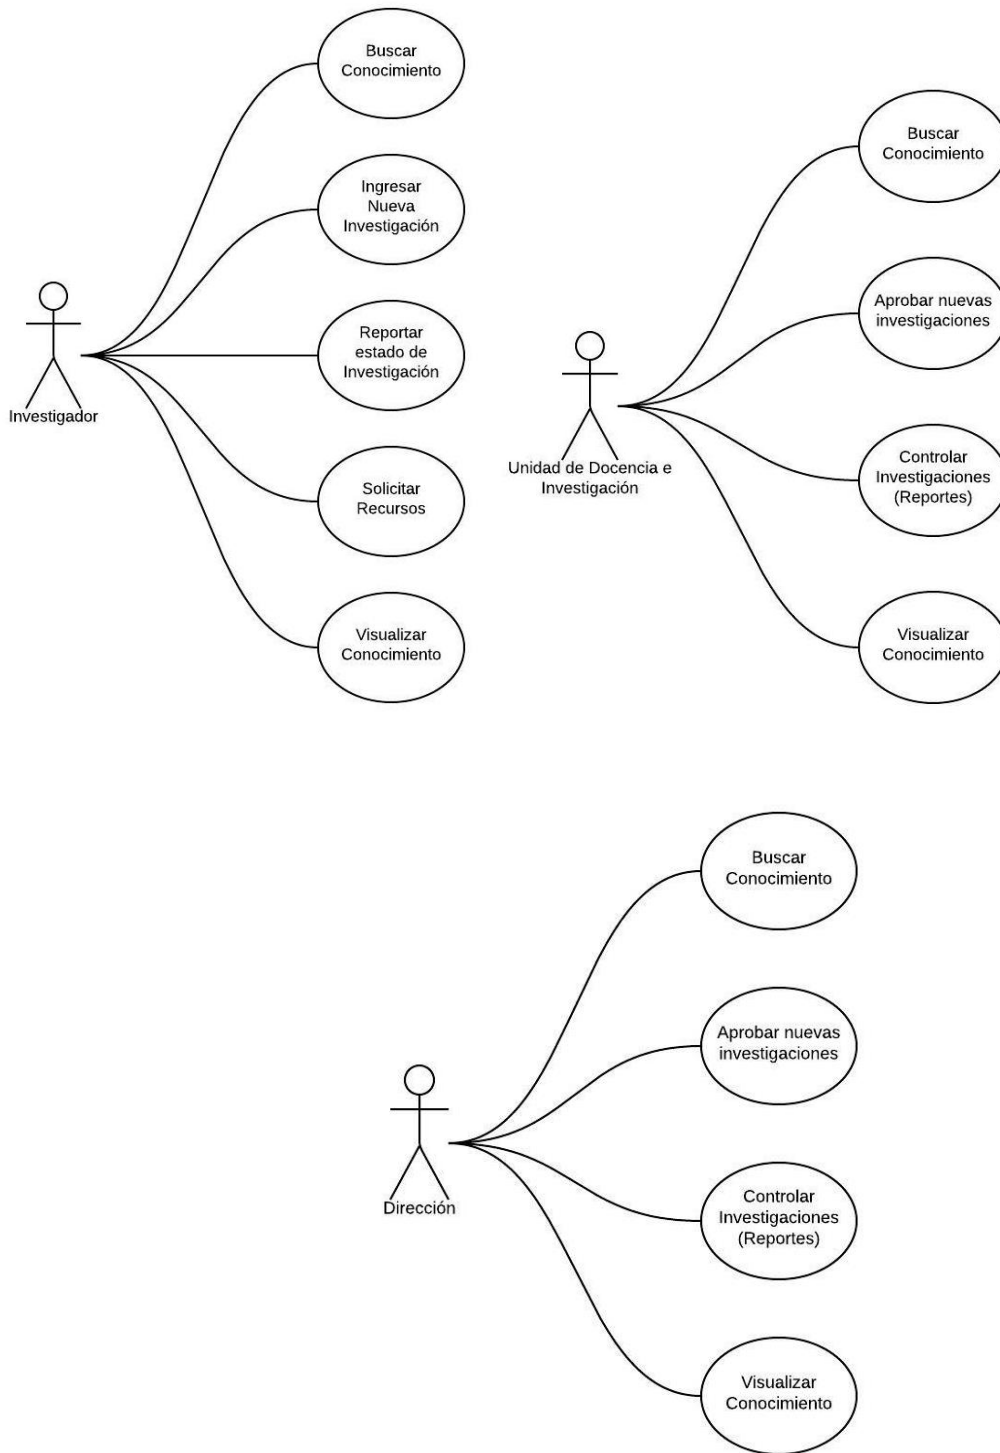 Buscar
Conocimiento
Ingresar
Nueva
Investigación
Reportar
estado de
Investigación
Investigador
Solicitar
Recursos
Visualizar
Conocimiento
Buscar
Conocimiento
Aprobar nuevas
investigaciones
Unidad de Docencia e
Investigación
Controlar
Investigaciones
(Reportes)
Visualizar
Conocimiento
Buscar
Conocimiento
Aprobar nuevas
investigaciones
Dirección
Controlar
Investigaciones
(Reportes)
Visualizar
Conocimiento